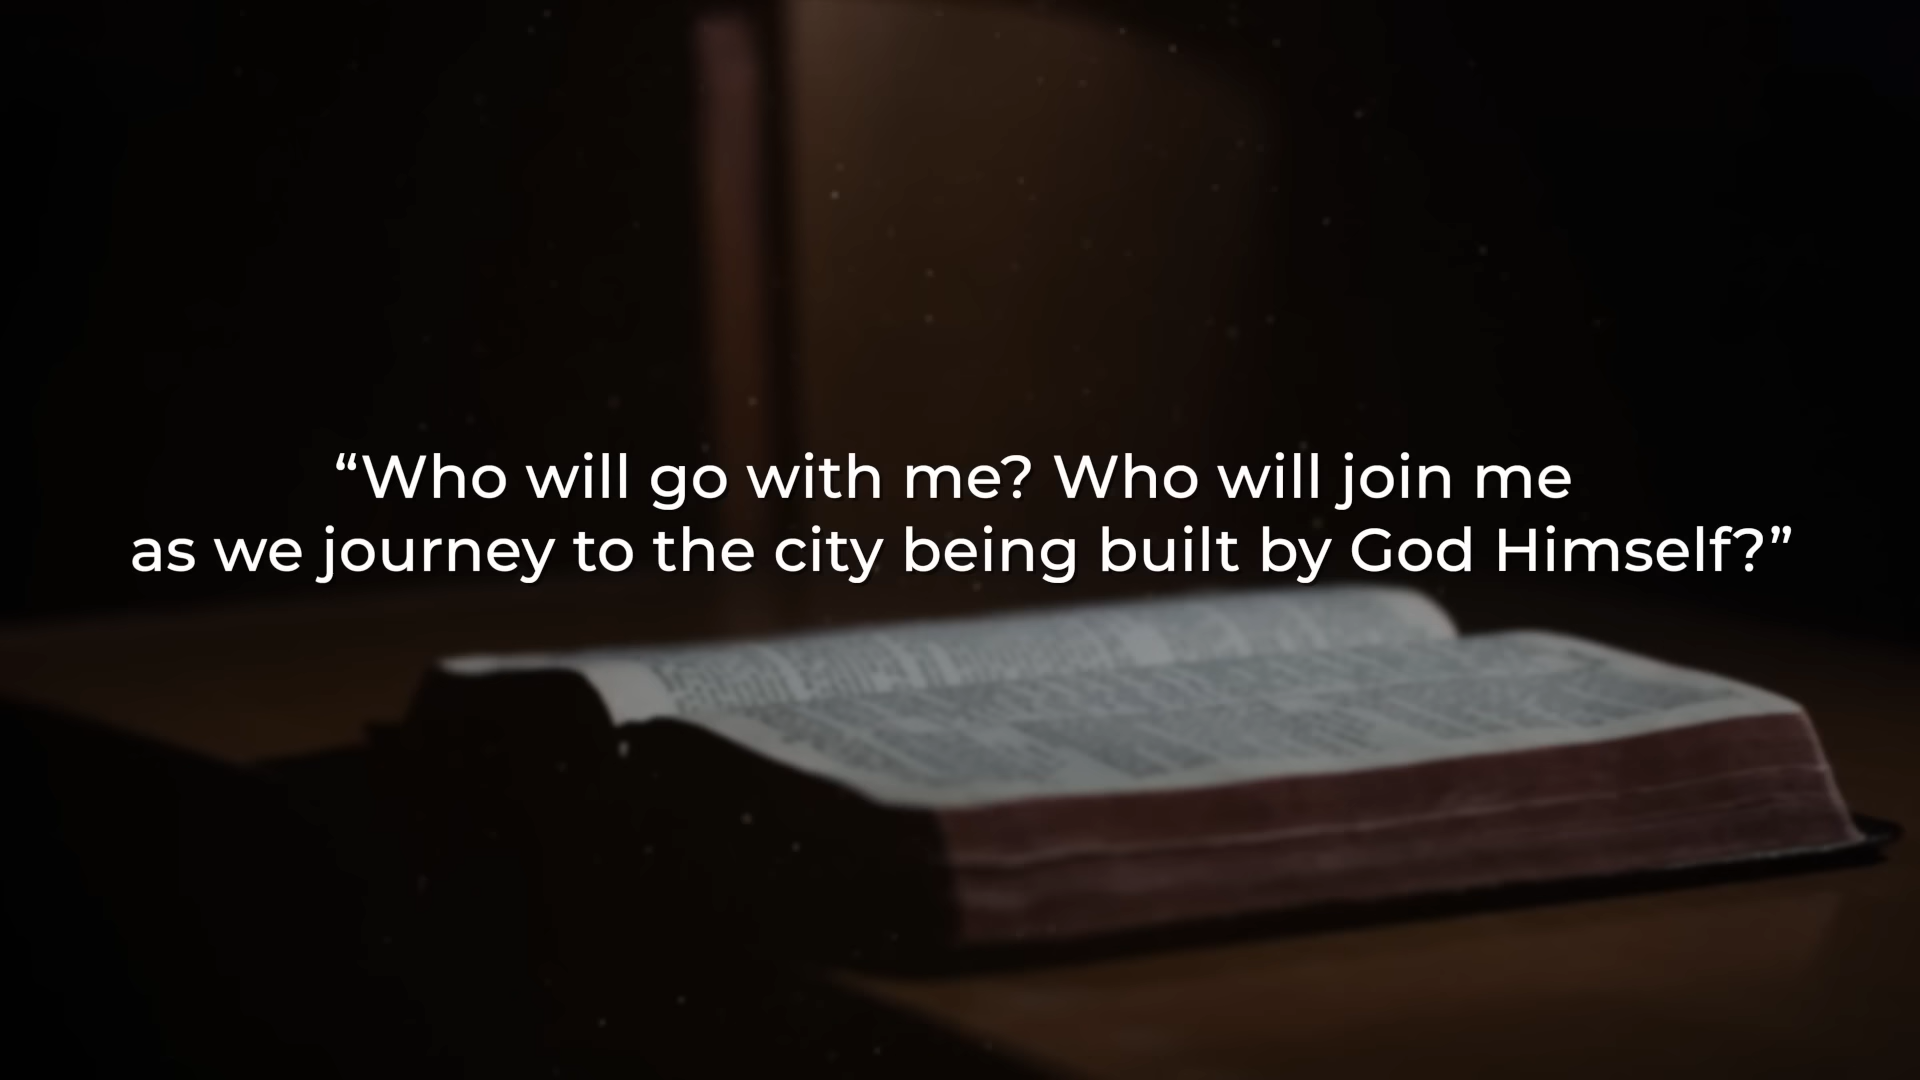 “Who will go with me? Who will join me
as we journey to the city being built by God Himself?”